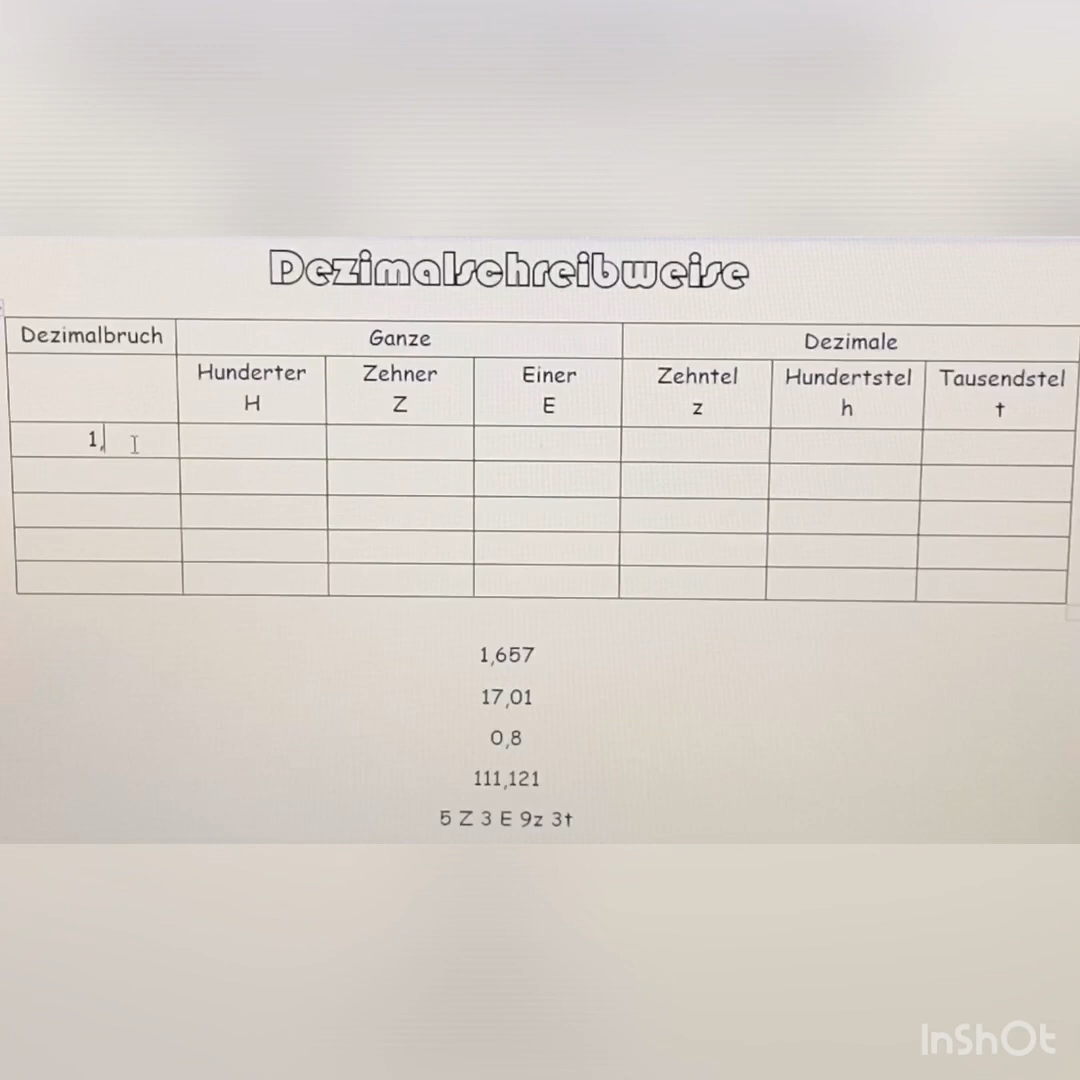 Dezimalschreibweise
Dezimalbruch Ganze Dezimale
Hunderter Zehner Einer Zehntel Hundertstel Tausendstel
H Z E z h t
1,
1,657
17,01
0,8
111,121
5 Z 3 E 9z 3t
InShOt